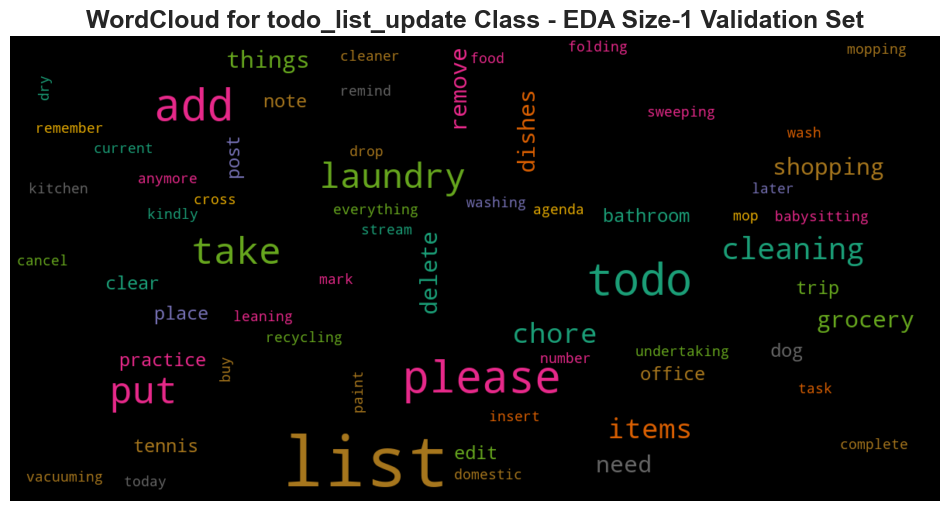 WordCloud for todo_list_update Class - EDA Size-1 Validation Set
things
cleaner
remove
food
folding
mopping
dry
add
note
remind
dishes
sweeping
remember
current
post
drop
wash
shopping
kitchen
anymore
laundry
later
cross
kindly
everything
washing
agenda
bathroom
mop
babysitting
stream
take
delete
cleaning
cancel
clear
mark
todo
trip
place
leaning
grocery
recycling
chore
practice
buy
number
undertaking
dog
put
paint
please
office
task
insert
items
tennis
list
edit
need
complete
vacuuming
today
domestic